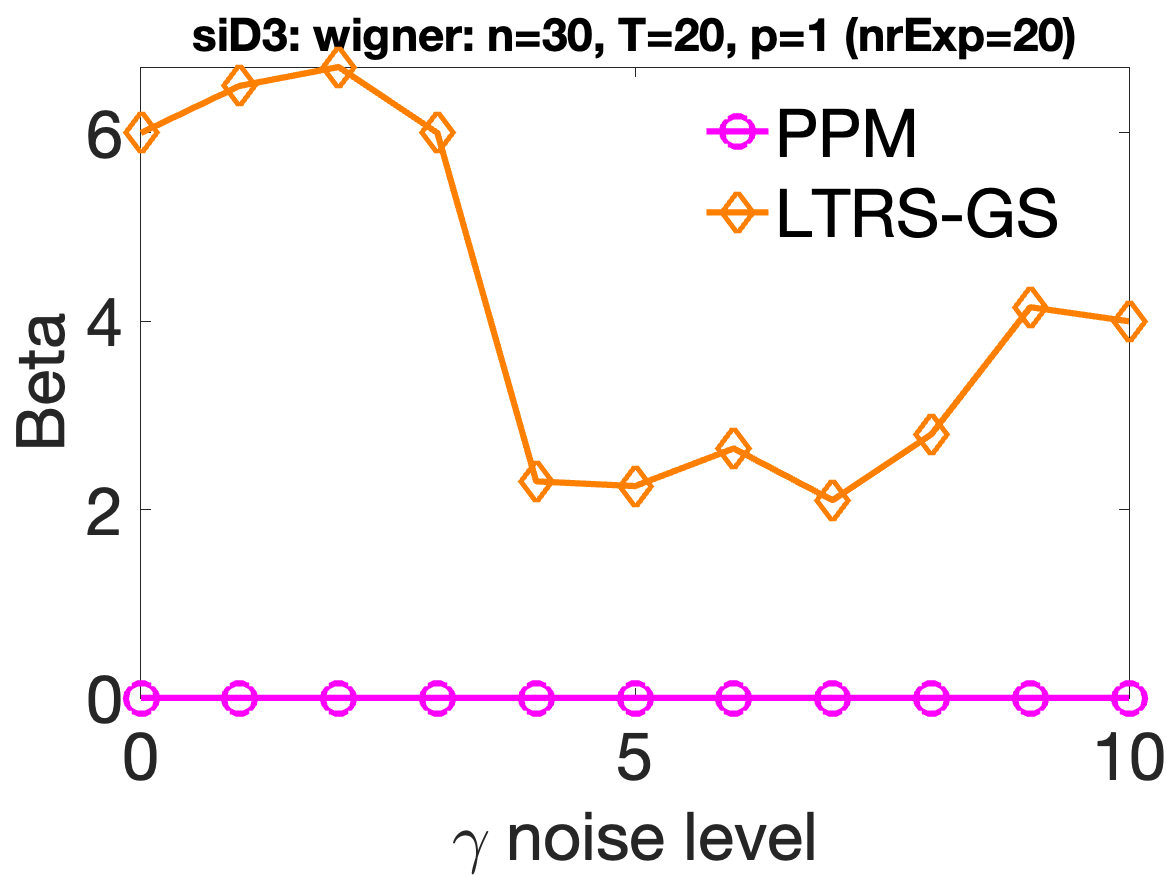 siD3: wigner: n=30, T=20, p=1 (nrExp=20)
PPM
LTRS-GS
Beta
6
4
2
0
0 5 10
γ noise level